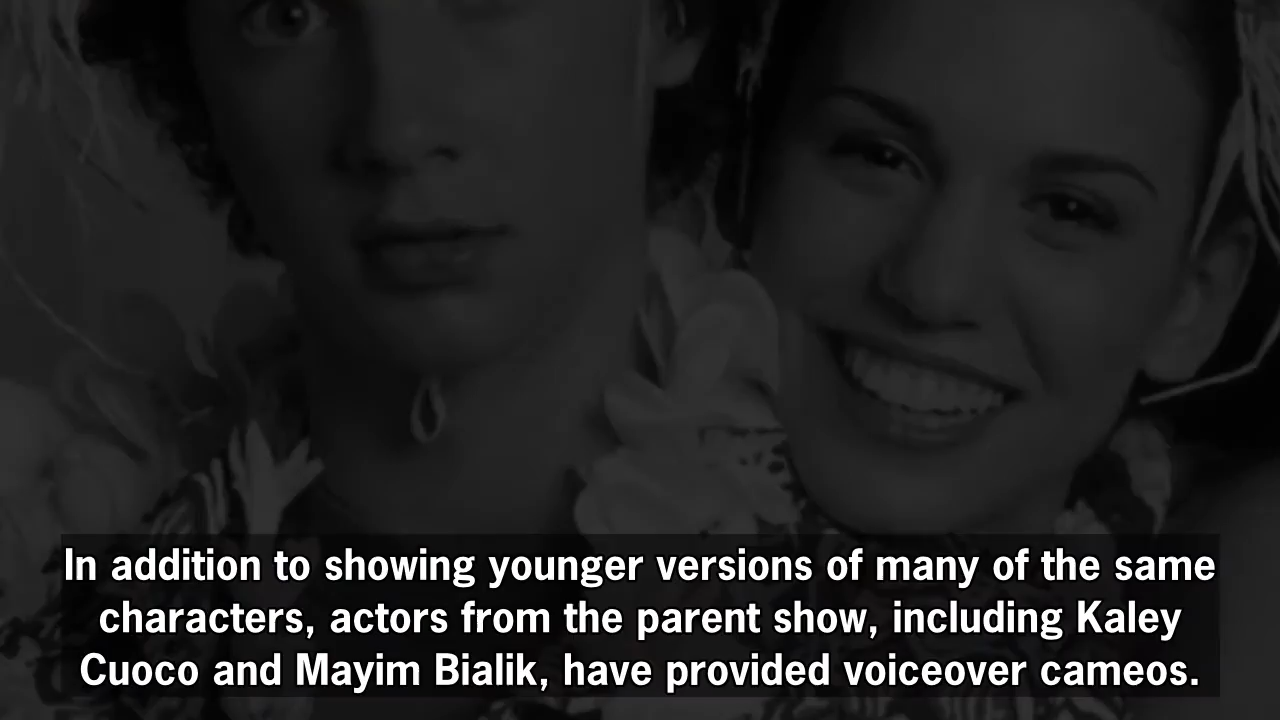 In addition to showing younger versions of many of the same
characters, actors from the parent show, including Kaley
Cuoco and Mayim Bialik, have provided voiceover cameos.